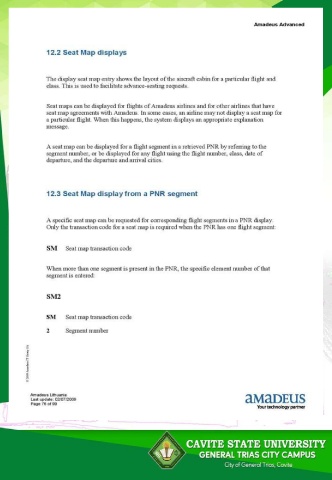 Amadeus Advanced
12.2 Seat Map displays
The display seat map entry shows the layout of the aircraft cabin for a particular flight and
class. This is used to facilitate advance-seating requests.
Seat maps can be displayed for flights of Amadeus airlines and for other airlines that have
seat map agreements with Amadeus. In some cases, an airline may not display a seat map for
a particular flight. When this happens, the system displays an appropriate explanation
message.
A seat map can be displayed for a flight segment in a retrieved PNR by referring to the
segment number, or be displayed for any flight using the flight number, class, date of
departure, and the departure and arrival cities.
12.3 Seat Map display from a PNR segment
A specific seat map can be requested for corresponding flight segments in a PNR display.
Only the transaction code for a seat map is required when the PNR has one flight segment:
SM Seat map transaction code
When more than one segment is present in the PNR, the specific element number of that
segment is entered:
SM2
SM Seat map transaction code
2 Segment number
Amadeus Lithuania
Last update: 02/07/2009
Page 76 of 99
amadeus
Your technology partner
CAVITE STATE UNIVERSITY
GENERAL TRIAS CITY CAMPUS
City of General Trias, Cavite